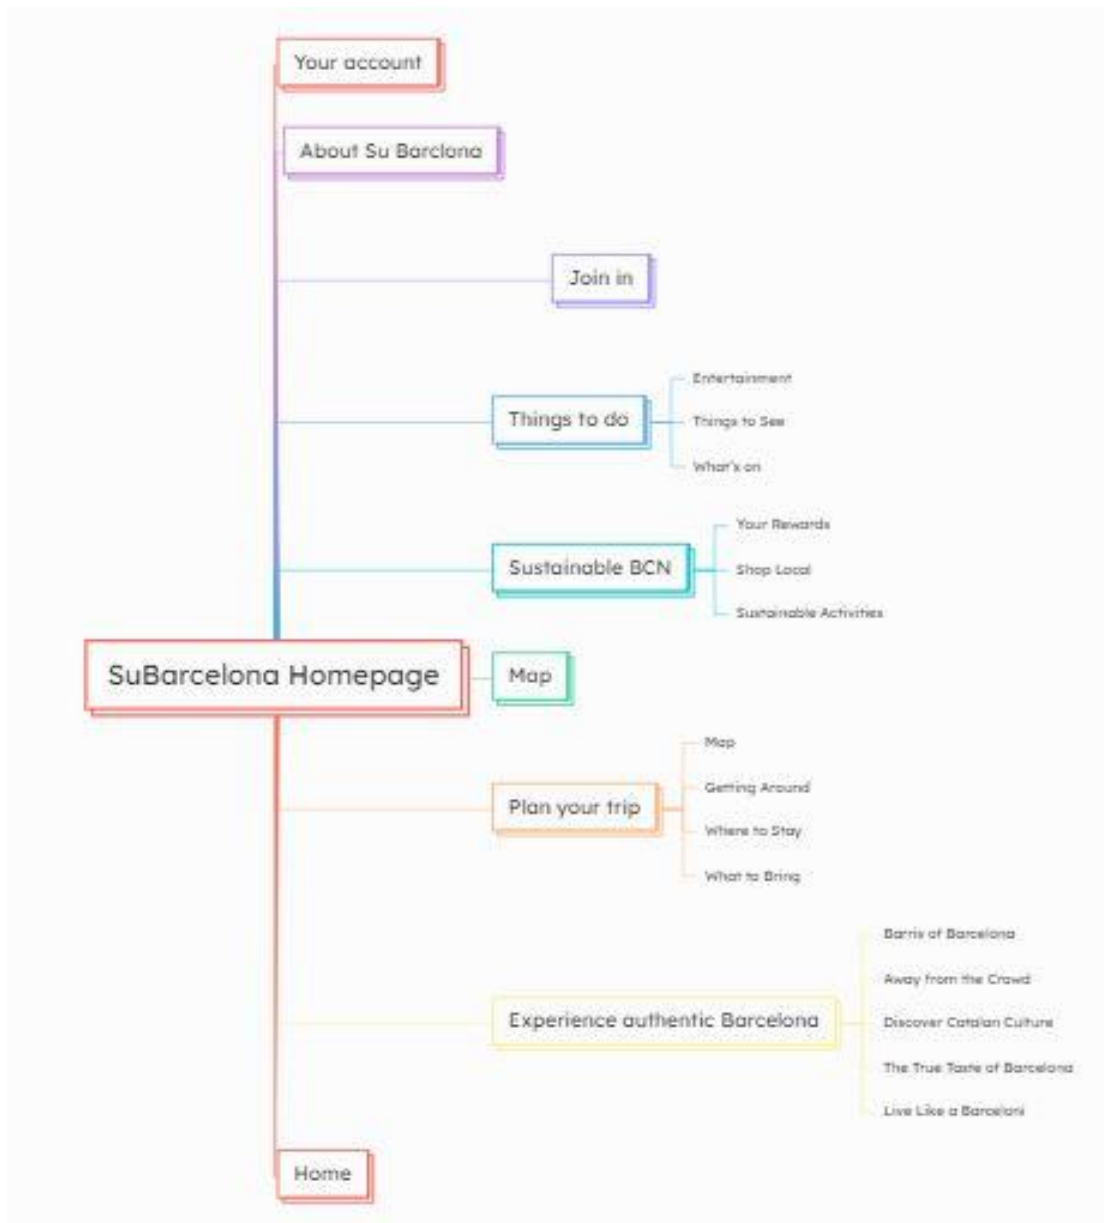 Your account
About Su Barclona
Join in
Things to do
Entertainment
Things to See
What's on
Sustainable BCN
Your Rewards
Shop Local
Sustainable Activities
SuBarcelona Homepage
Map
Plan your trip
Map
Getting Around
Where to Stay
What to Bring
Experience authentic Barcelona
Barris of Barcelona
Away from the Crowd
Discover Catalan Culture
The True Taste of Barcelona
Live Like a Barceloni
Home